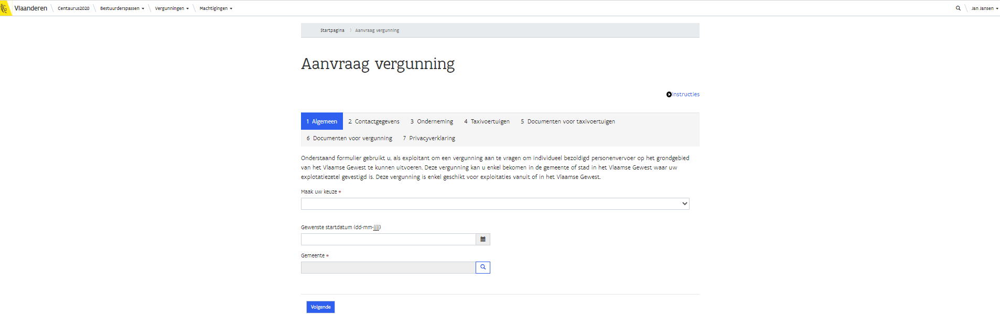 Vlaanderen Centaurus2020 Bestuurderspassen Vergunningen Machtigingen Jan Jansen
Startpagina Aanvraag vergunning
Aanvraag vergunning
Instructies
1 Algemeen 2 Contactgegevens 3 Onderneming 4 Taxivoertuigen 5 Documenten voor taxivoertuigen
6 Documenten voor vergunning 7 Privacyverklaring
Onderstaand formulier gebruikt u, als exploitant om een vergunning aan te vragen om individueel bezoldigd personenvervoer op het grondgebied
van het Vlaamse Gewest te kunnen uitvoeren. Deze vergunning kan u enkel bekomen in de gemeente of stad in het Vlaamse Gewest waar uw
explotatiezetel gevestigd is. Deze vergunning is enkel geschikt voor exploitaties vanuit of in het Vlaamse Gewest.
Maak uw keuze *
Gewenste startdatum (dd-mm-jjjj)
Gemeente *
Volgende